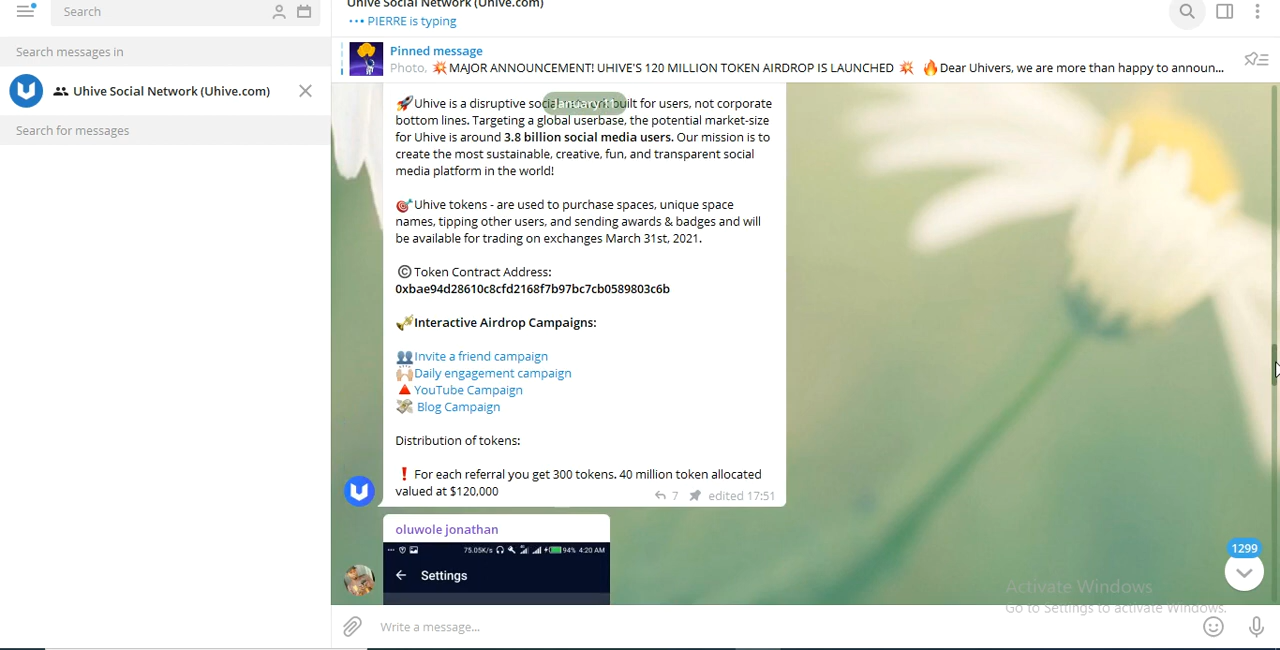 Uhive Social Network (Uhive.com)
Search
PIERRE is typing
Search messages in
Pinned message
Photo, 💥MAJOR ANNOUNCEMENT! UHIVE'S 120 MILLION TOKEN AIRDROP IS LAUNCHED 💥 🔥Dear Uhivers, we are more than happy to announ...
Uhive Social Network (Uhive.com)
Search for messages
January 11
🚀Uhive is a disruptive social built for users, not corporate
bottom lines. Targeting a global userbase, the potential market-size
for Uhive is around 3.8 billion social media users. Our mission is to
create the most sustainable, creative, fun, and transparent social
media platform in the world!
🎯Uhive tokens - are used to purchase spaces, unique space
names, tipping other users, and sending awards & badges and will
be available for trading on exchanges March 31st, 2021.
©Token Contract Address:
0xbae94d28610c8cfd2168f7b97bc7cb0589803c6b
🎺Interactive Airdrop Campaigns:
👥Invite a friend campaign
🙌🏼Daily engagement campaign
🔺YouTube Campaign
💸 Blog Campaign
Distribution of tokens:
❗ For each referral you get 300 tokens. 40 million token allocated
valued at $120,000
7 edited 17:51
oluwole jonathan
75.05K/s 94% 4:20 AM
Settings
1299
Activate Windows
Go to Settings to activate Windows.
Write a message...